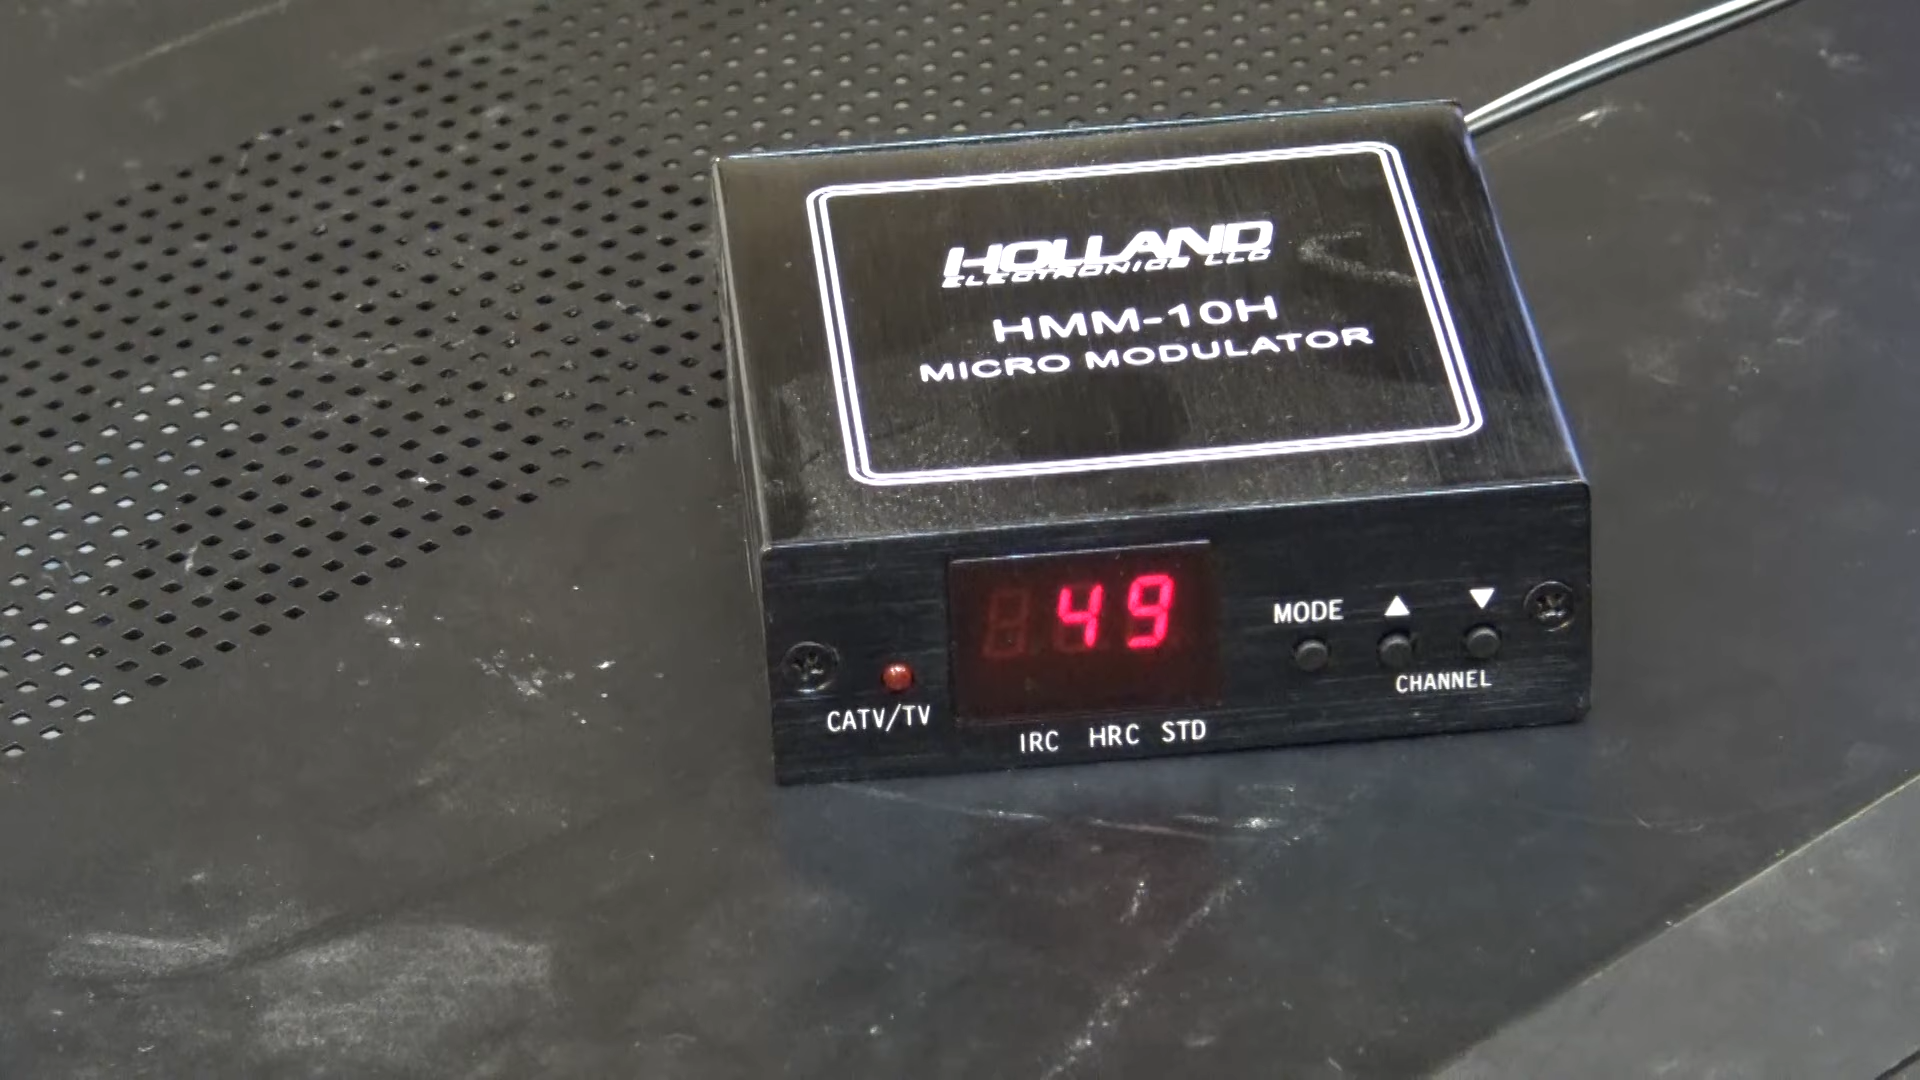 HOLLAND
ELECTRONICS LLC
HMM-10H
MICRO MODULATOR
49
MODE ▲ ▼
CHANNEL
CATV/TV
IRC HRC STD